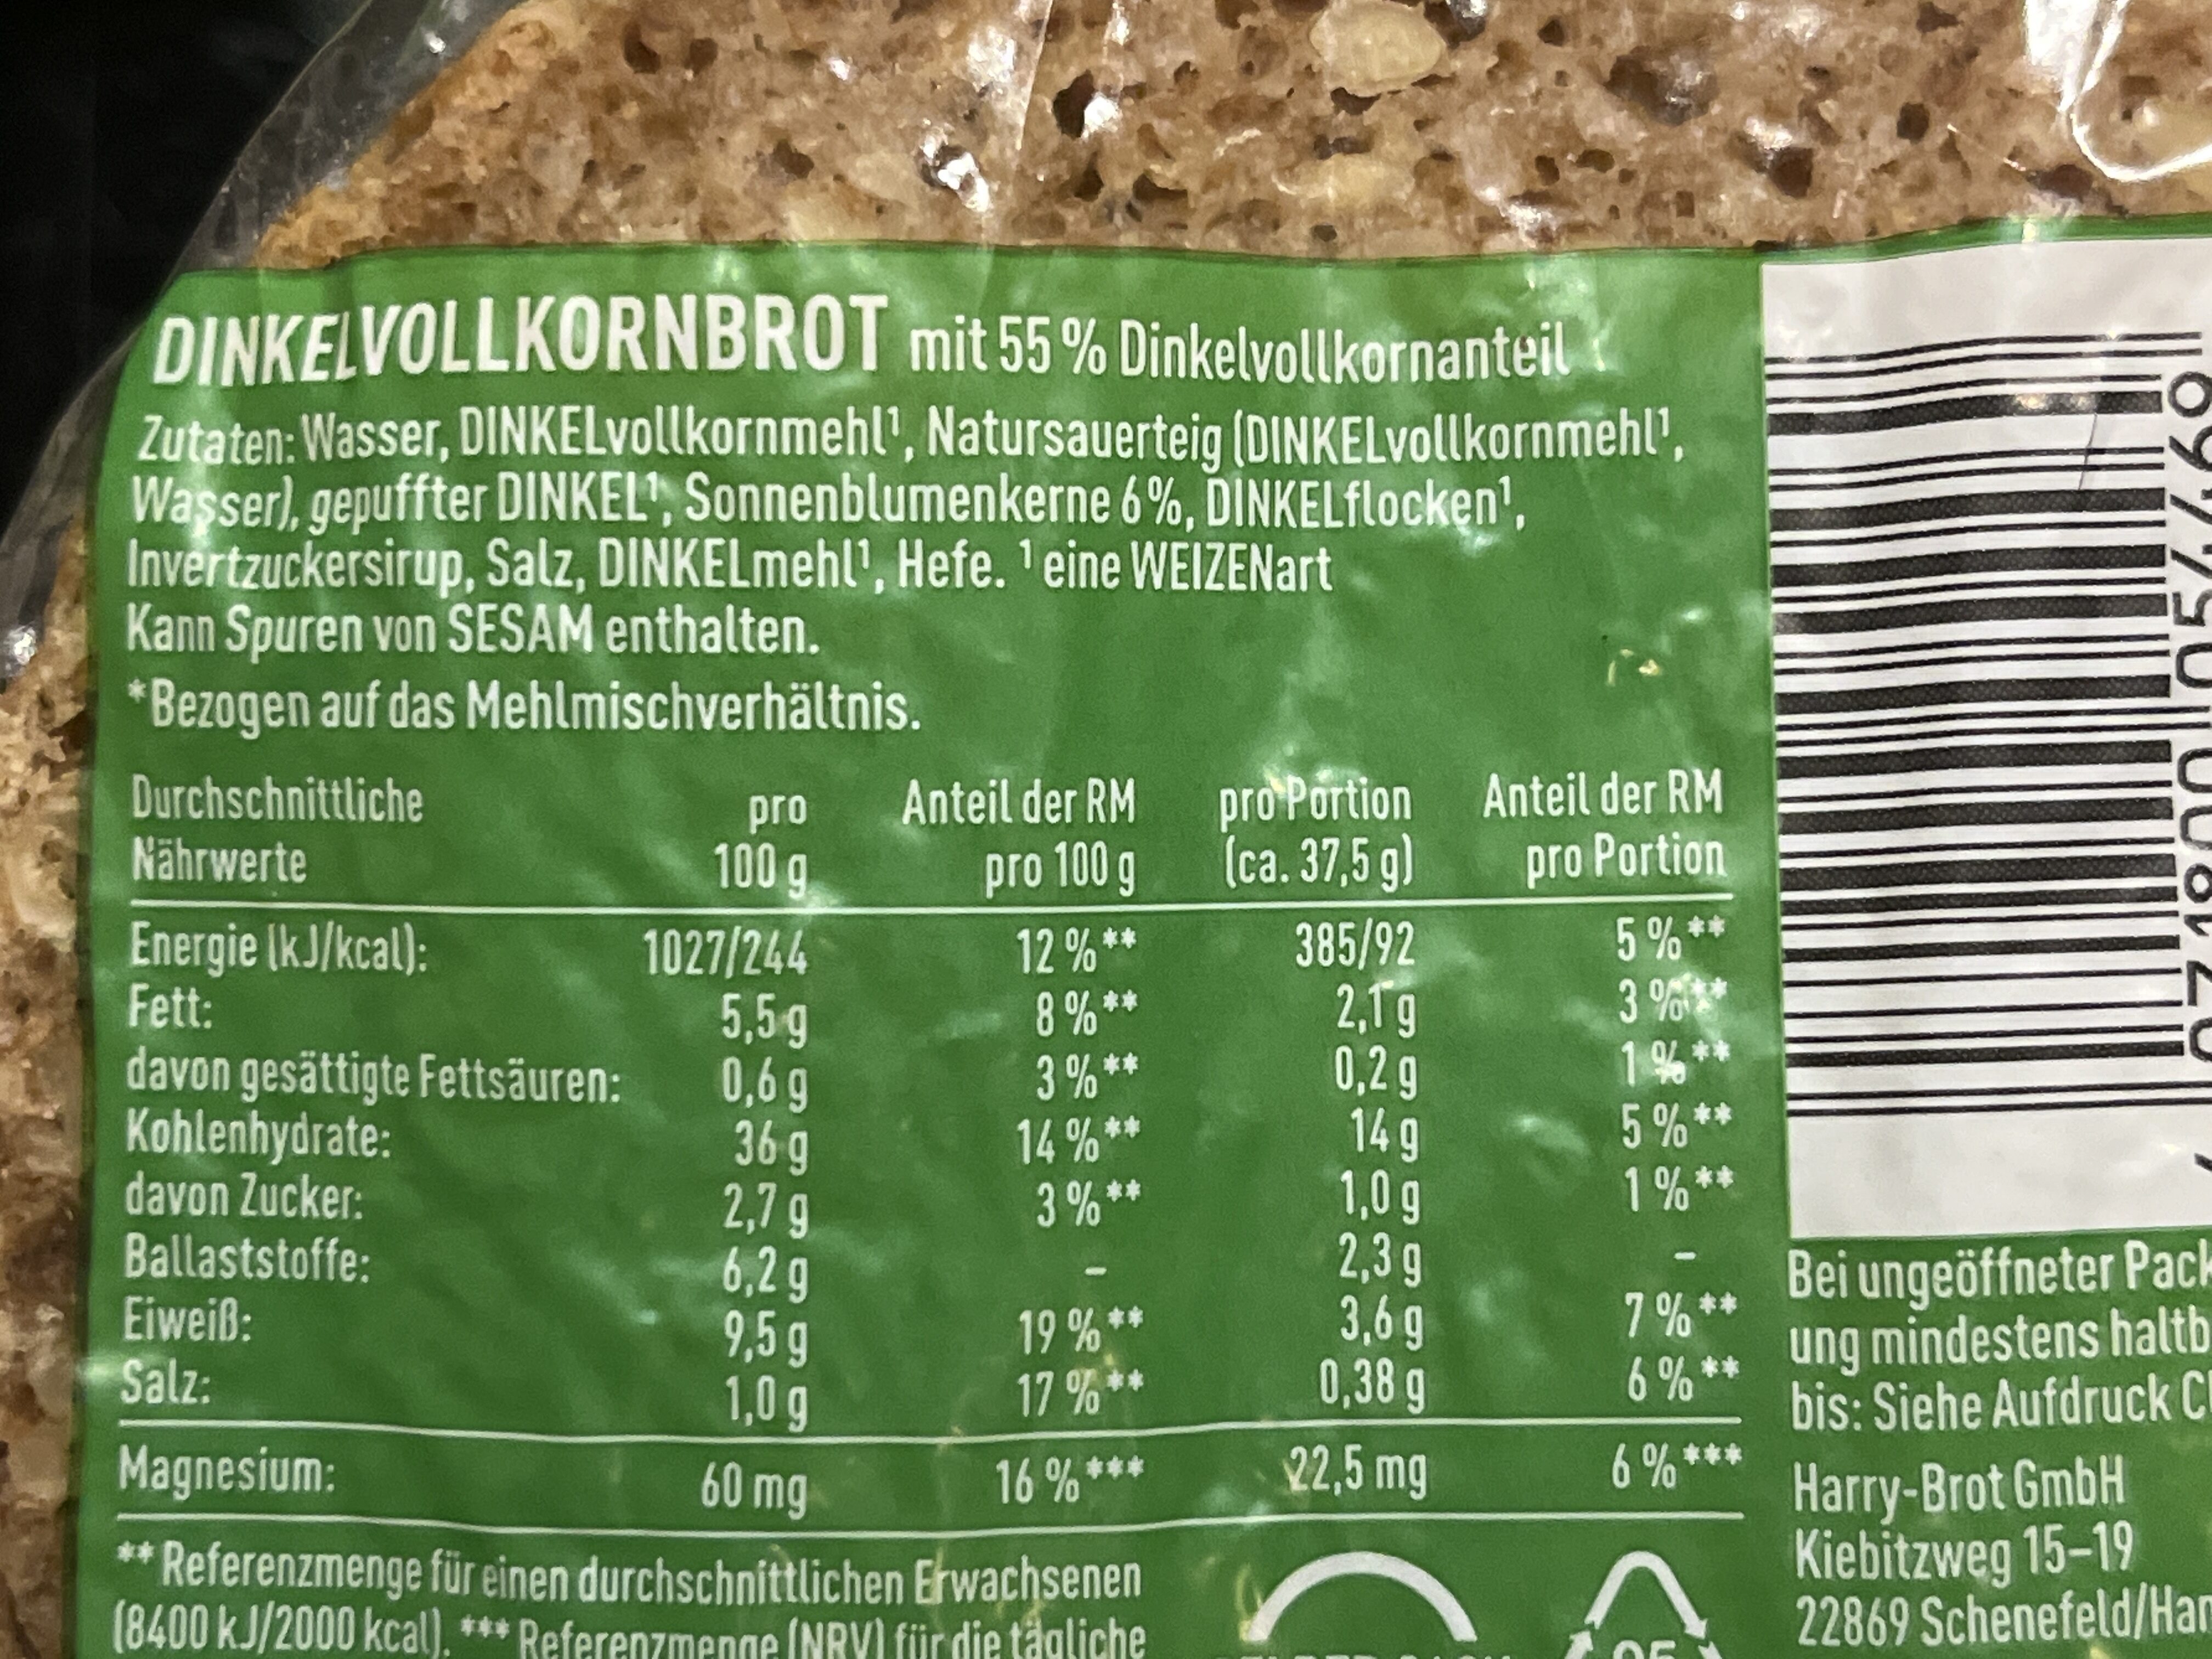 DINKELVOLLKORNBROT mit 55 % Dinkelvollkornanteil
Zutaten: Wasser, DINKELvollkornmehl¹, Natursauerteig (DINKELvollkornmehl¹,
Wasser), gepuffter DINKEL¹, Sonnenblumenkerne 6%, DINKELflocken¹,
Invertzuckersirup, Salz, DINKELmehl¹, Hefe. ¹ eine WEIZENart
Kann Spuren von SESAM enthalten.
*Bezogen auf das Mehlmischverhältnis.
Durchschnittliche pro Anteil der RM pro Portion Anteil der RM
Nährwerte 100 g pro 100 g (ca. 37,5 g) pro Portion
Energie (kJ/kcal): 1027/244 12 %** 385/92 5 %**
Fett: 5,5 g 8 %** 2,1 g 3 %**
davon gesättigte Fettsäuren: 0,6 g 3 %** 0,2 g 1 %**
Kohlenhydrate: 36 g 14 %** 14 g 5 %**
davon Zucker: 2,7 g 3 %** 1,0 g 1 %**
Ballaststoffe: 6,2 g – 2,3 g –
Eiweiß: 9,5 g 19 %** 3,6 g 7 %**
Salz: 1,0 g 17 %** 0,38 g 6 %**
Magnesium: 60 mg 16 %*** 22,5 mg 6 %***
** Referenzmenge für einen durchschnittlichen Erwachsenen
(8400 kJ/2000 kcal). *** Referenzmenge (NRV) für die tägliche
Bei ungeöffneter Pack
ung mindestens haltb
bis: Siehe Aufdruck
Harry-Brot GmbH
Kiebitzweg 15–19
22869 Schenefeld/Ham